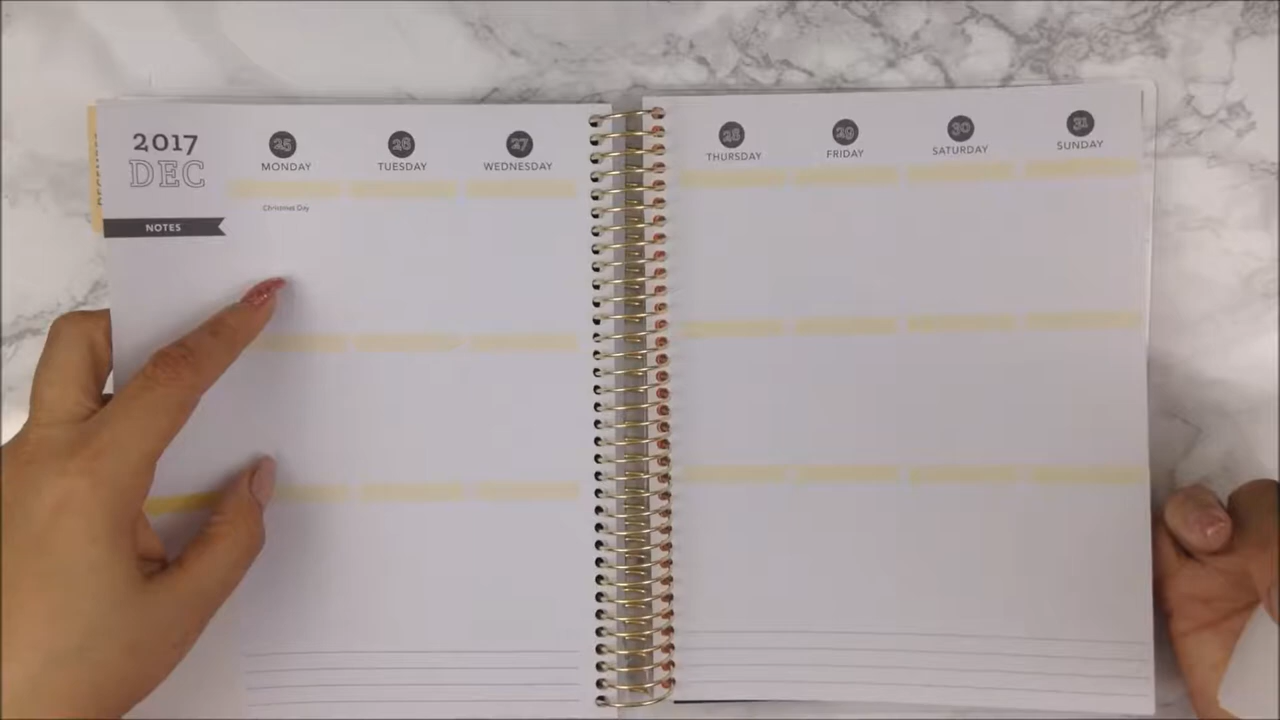 DECEMBER
2017
DEC
NOTES
25
MONDAY
Christmas Day
26
TUESDAY
27
WEDNESDAY
28
THURSDAY
29
FRIDAY
30
SATURDAY
31
SUNDAY